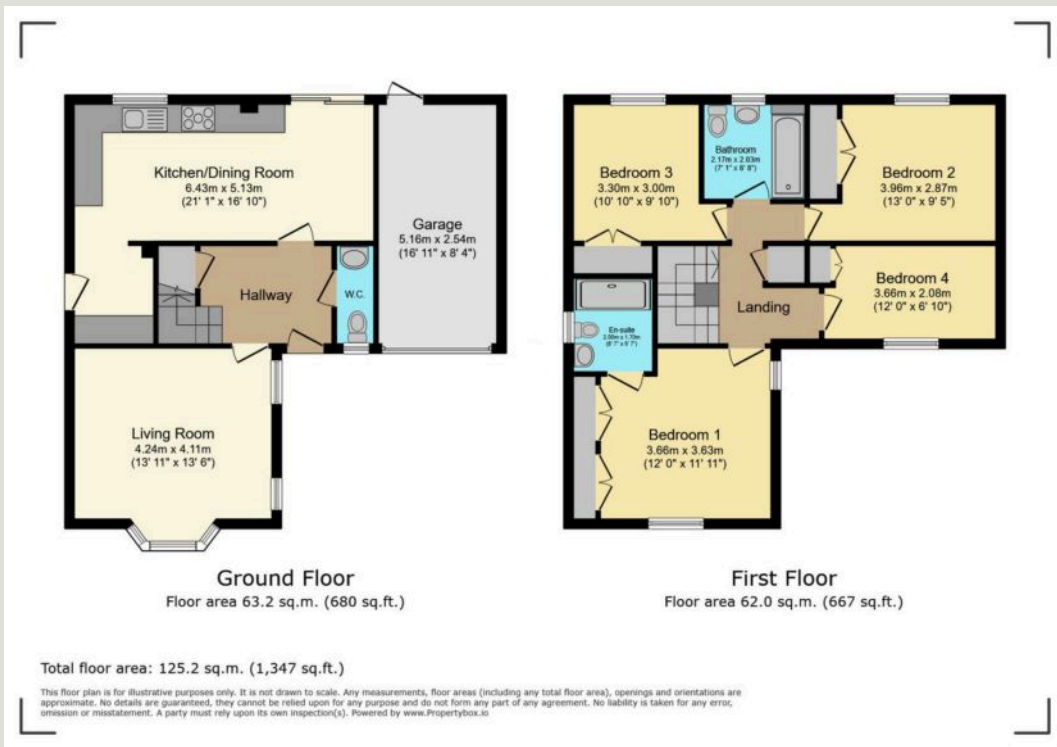 Kitchen/Dining Room
6.43m x 5.13m
(21' 1" x 16' 10")
Garage
5.16m x 2.54m
(16' 11" x 8' 4")
Hallway
W.C.
Living Room
4.24m x 4.11m
(13' 11" x 13' 6")
Ground Floor
Floor area 63.2 sq.m. (680 sq.ft.)
Bedroom 3
3.30m x 3.00m
(10' 10" x 9' 10")
Bathroom
2.17m x 2.03m
(7' 1" x 6' 8")
Bedroom 2
3.96m x 2.87m
(13' 0" x 9' 5")
Bedroom 4
3.66m x 2.08m
(12' 0" x 6' 10")
Landing
En-suite
Bedroom 1
3.66m x 3.63m
(12' 0" x 11' 11")
First Floor
Floor area 62.0 sq.m. (667 sq.ft.)
Total floor area: 125.2 sq.m. (1,347 sq.ft.)
This floor plan is for illustrative purposes only. It is not drawn to scale. Any measurements, floor areas (including any total floor area), openings and orientations are
approximate. No details are guaranteed, they cannot be relied upon for any purpose and do not form any part of any agreement. No liability is taken for any error,
omission or misstatement. A party must rely upon its own inspection(s). Powered by www.Propertybox.io